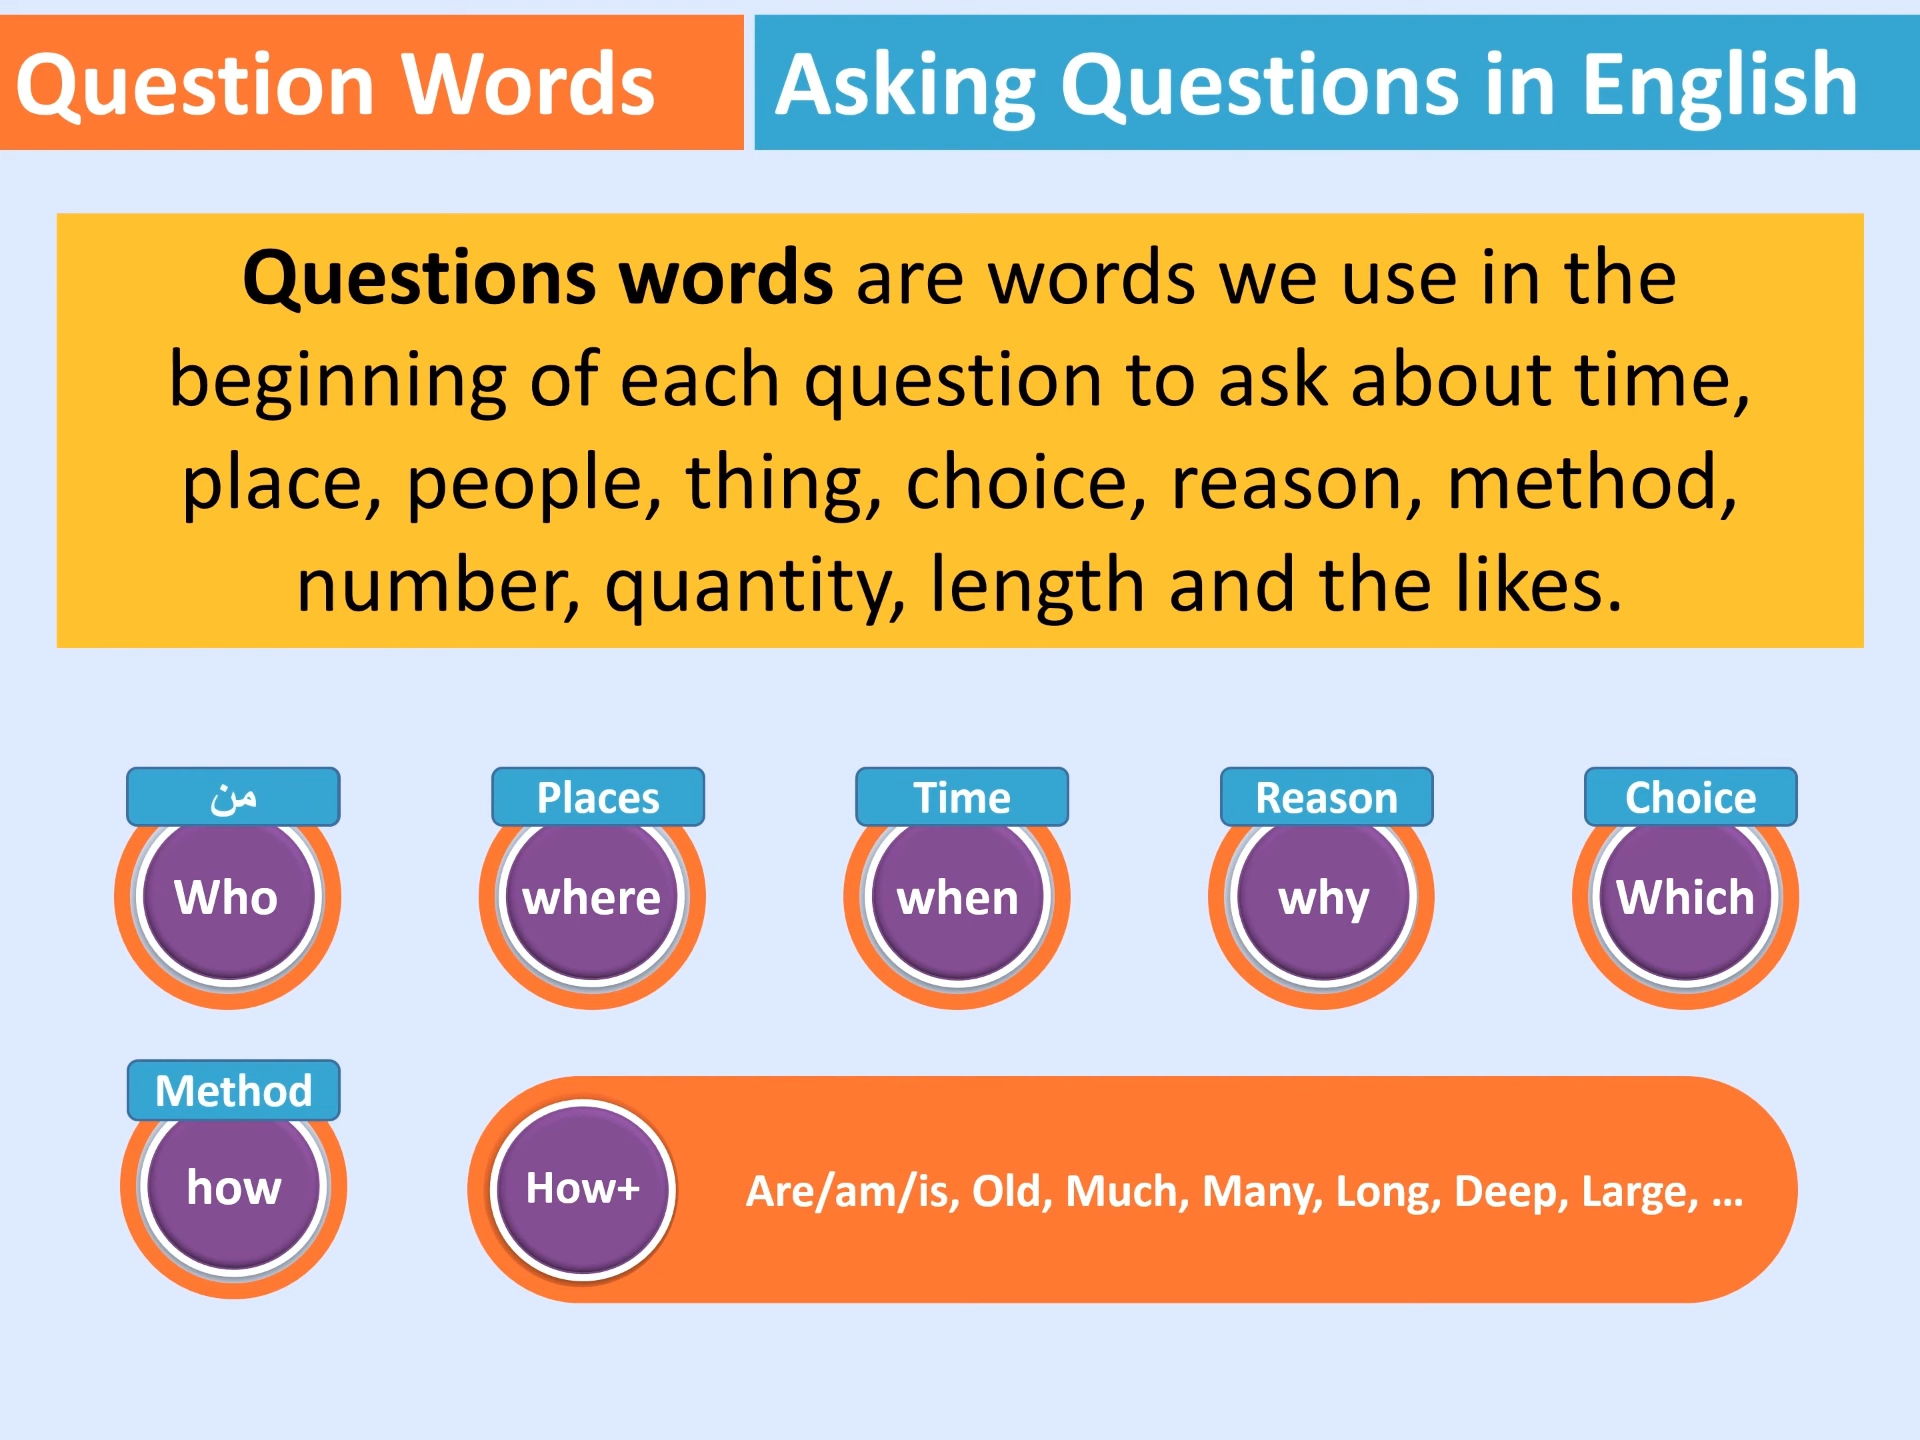 Question Words
Asking Questions in English
Questions words are words we use in the
beginning of each question to ask about time,
place, people, thing, choice, reason, method,
number, quantity, length and the likes.
من
Places
Time
Reason
Choice
Who
where
when
why
Which
Method
how
How+
Are/am/is, Old, Much, Many, Long, Deep, Large, ...